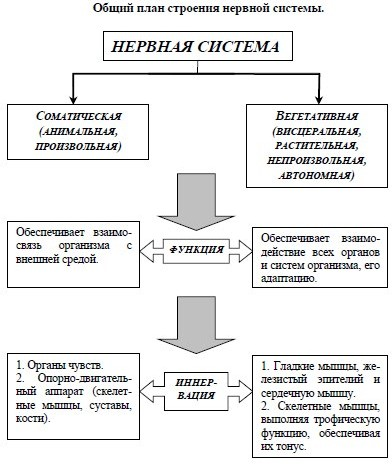 Общий план строения нервной системы.
НЕРВНАЯ СИСТЕМА
СОМАТИЧЕСКАЯ
(АНИМАЛЬНАЯ,
ПРОИЗВОЛЬНАЯ)
ВЕГЕТАТИВНАЯ
(ВИСЦЕРАЛЬНАЯ,
РАСТИТЕЛЬНАЯ,
НЕПРОИЗВОЛЬНАЯ,
АВТОНОМНАЯ)
Обеспечивает взаимо-
связь организма с
внешней средой.
ФУНКЦИЯ
Обеспечивает взаимо-
действие всех органов
и систем организма, его
адаптацию.
1. Органы чувств.
2. Опорно-двигатель-
ный аппарат (скелет-
ные мышцы, суставы,
кости).
ИННЕР-
ВАЦИЯ
1. Гладкие мышцы, же-
лезистый эпителий и
сердечную мышцу.
2. Скелетные мышцы,
выполняя трофическую
функцию, обеспечивая
их тонус.